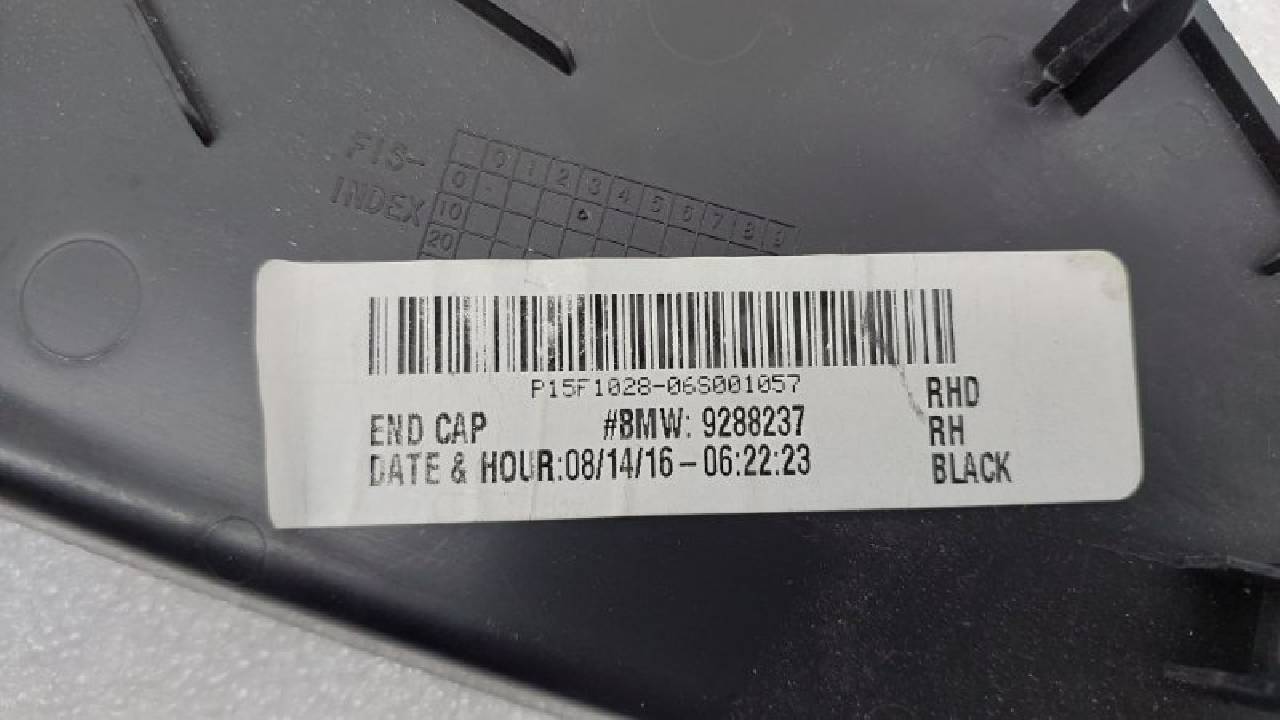 FIS-
INDEX
0 1 2 3 4 5 6 7 8 9
0
10
20
P15F1028-06S001057
END CAP #BMW: 9288237 RHD
RH
DATE & HOUR:08/14/16-06:22:23 BLACK